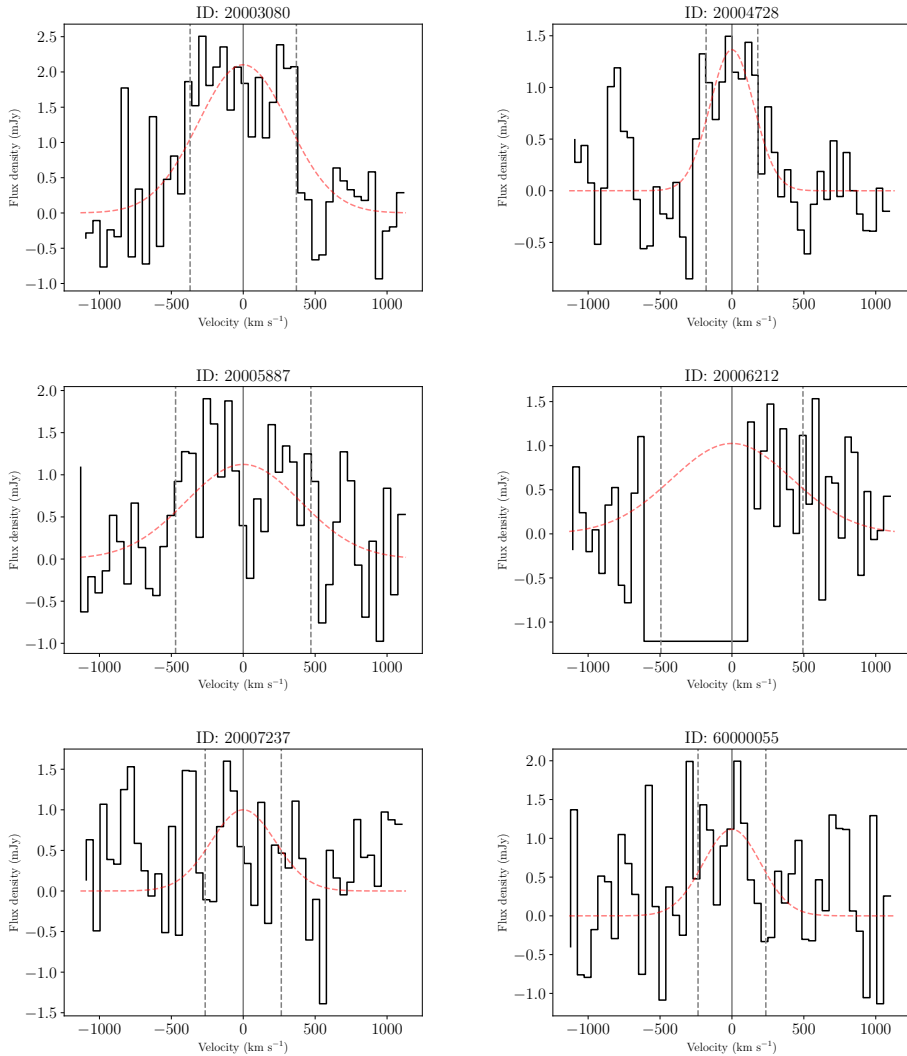 ID: 20003080
2.5
2.0
1.5
1.0
0.5
0.0
−0.5
−1.0
Flux density (mJy)
−1000 −500 0 500 1000
Velocity (km s⁻¹)
ID: 20004728
1.5
1.0
0.5
0.0
−0.5
Flux density (mJy)
−1000 −500 0 500 1000
Velocity (km s⁻¹)
ID: 20005887
2.0
1.5
1.0
0.5
0.0
−0.5
−1.0
Flux density (mJy)
−1000 −500 0 500 1000
Velocity (km s⁻¹)
ID: 20006212
1.5
1.0
0.5
0.0
−0.5
−1.0
Flux density (mJy)
−1000 −500 0 500 1000
Velocity (km s⁻¹)
ID: 20007237
1.5
1.0
0.5
0.0
−0.5
−1.0
−1.5
Flux density (mJy)
−1000 −500 0 500 1000
Velocity (km s⁻¹)
ID: 60000055
2.0
1.5
1.0
0.5
0.0
−0.5
−1.0
Flux density (mJy)
−1000 −500 0 500 1000
Velocity (km s⁻¹)